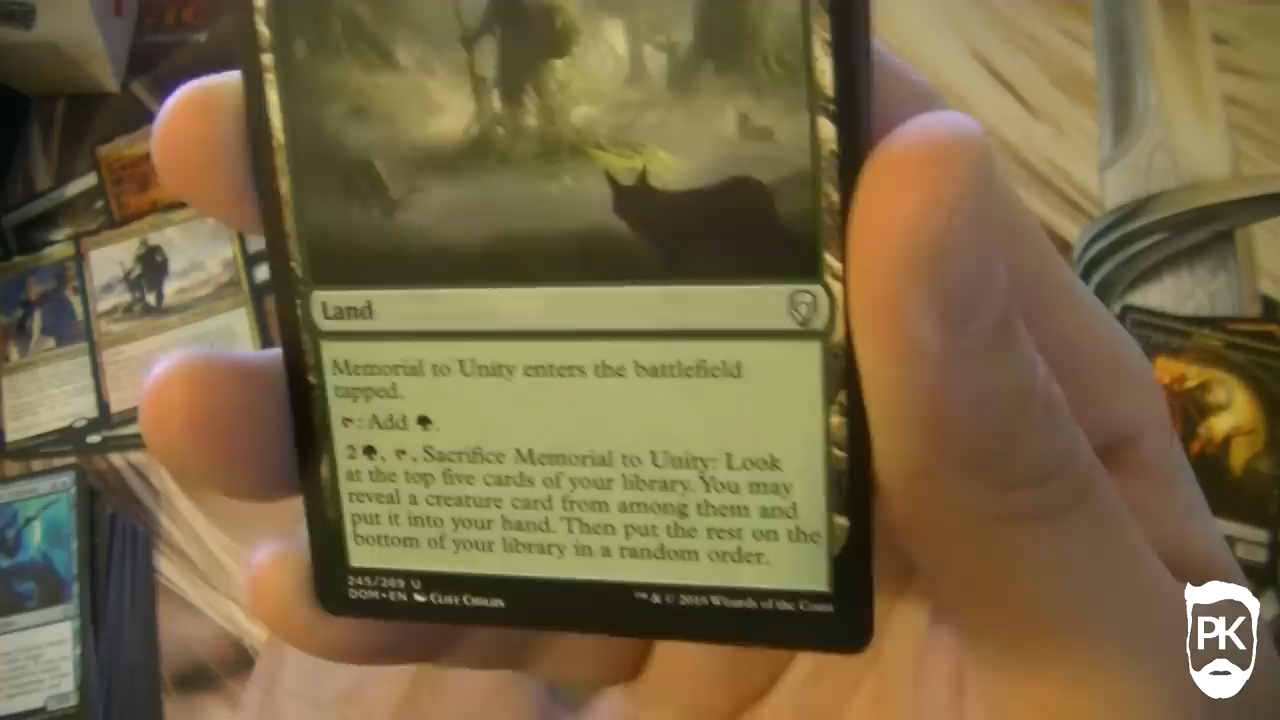 Land
Memorial to Unity enters the battlefield
tapped.
: Add .
2 , , Sacrifice Memorial to Unity: Look
at the top five cards of your library. You may
reveal a creature card from among them and
put it into your hand. Then put the rest on the
bottom of your library in a random order.
245/269 U
DOM • EN
™ & © 2018 Wizards of the Coast
PK